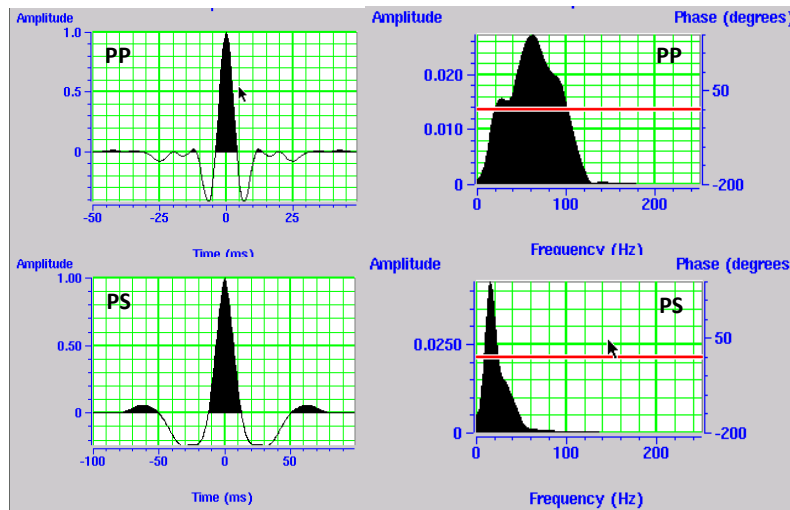 Amplitude
1.0
0.5
0
PP
-50 -25 0 25
Time (ms)
Amplitude Phase (degrees)
0.020
0.010
0
50
-200
PP
0 100 200
Frequency (Hz)
Amplitude
1.00
0.50
0
PS
-100 -50 0 50
Time (ms)
Amplitude Phase (degrees
0.0250
0
50
-200
PS
0 100 200
Frequency (Hz)